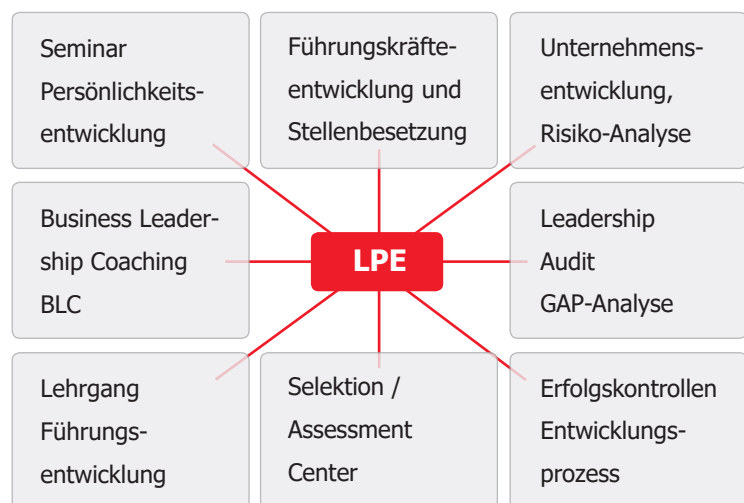 Seminar
Persönlichkeits-
entwicklung
Führungskräfte-
entwicklung und
Stellenbesetzung
Unternehmens-
entwicklung,
Risiko-Analyse
Business Leader-
ship Coaching
BLC
LPE
Leadership
Audit
GAP-Analyse
Lehrgang
Führungs-
entwicklung
Selektion /
Assessment
Center
Erfolgskontrollen
Entwicklungs-
prozess